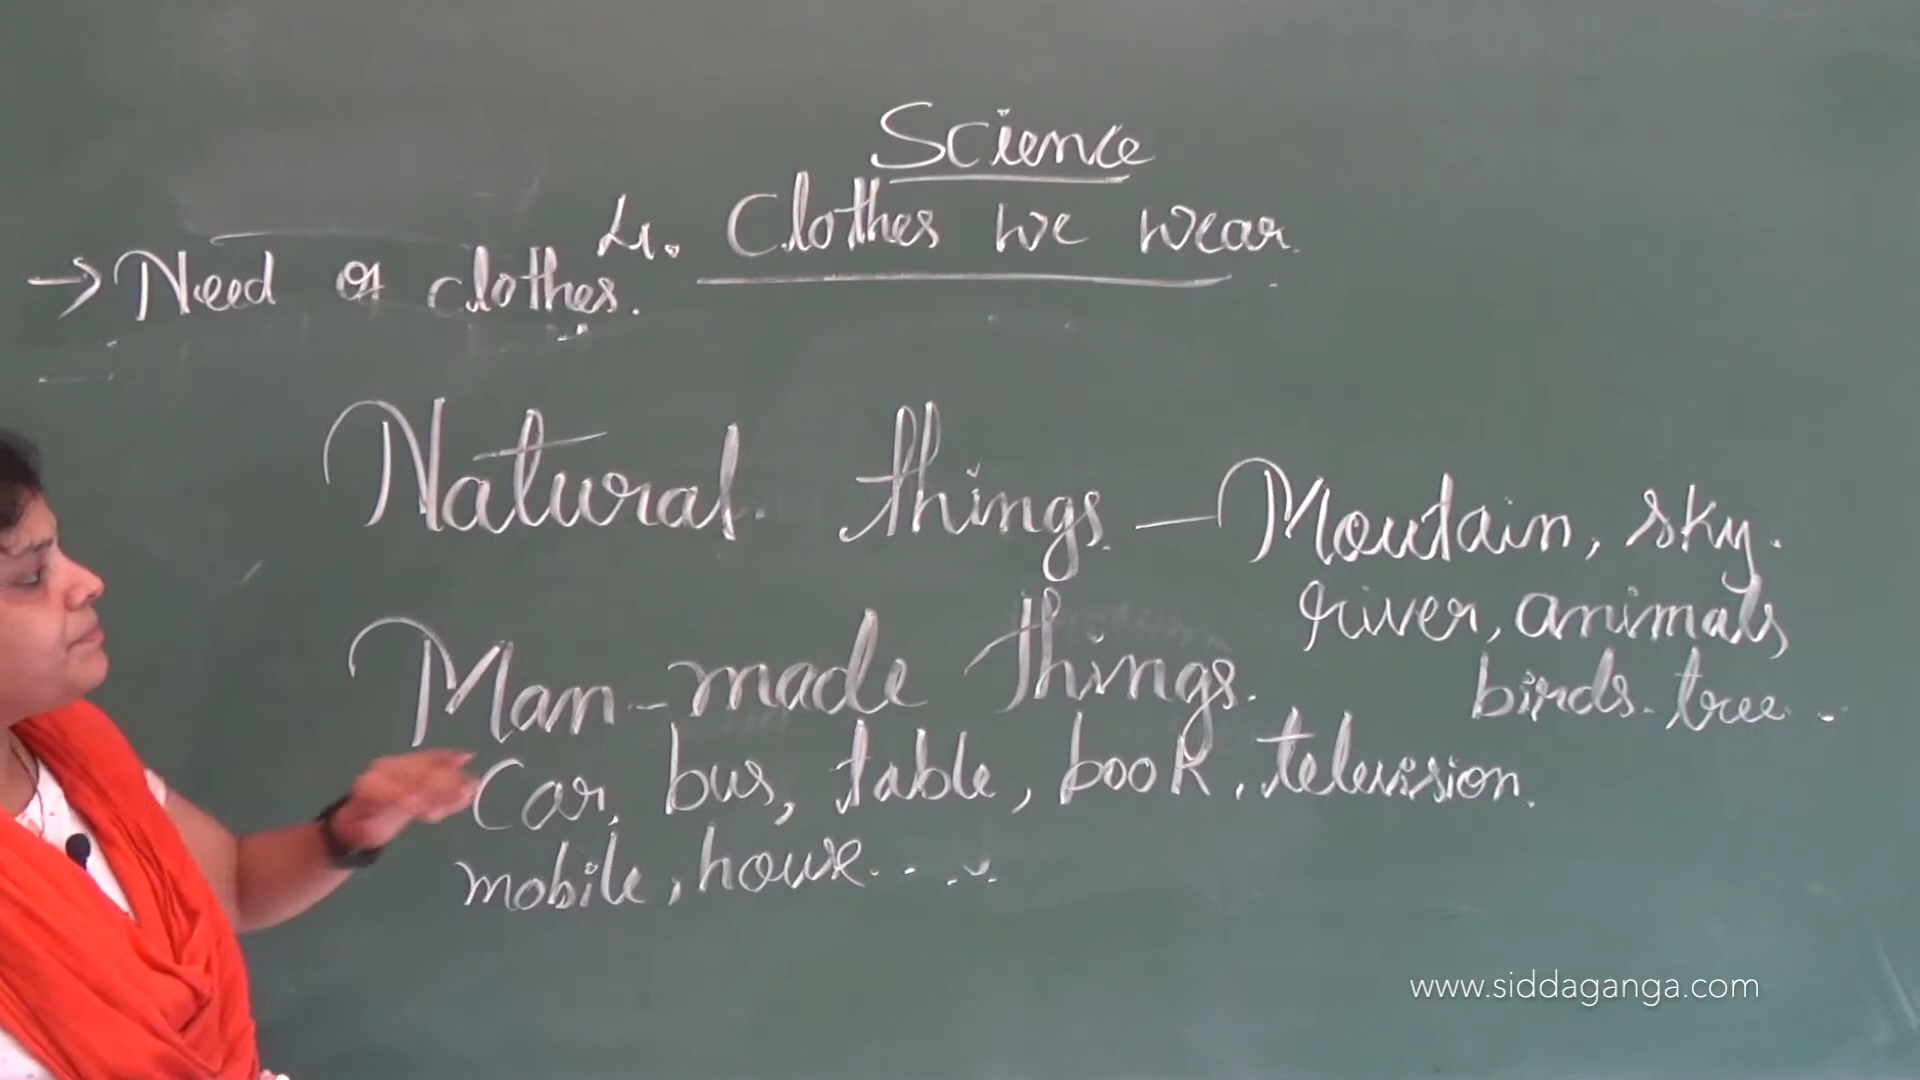 Science
4. Clothes we wear.
→ Need of clothes.
Natural things – Moutain, sky.
river, animals,
birds. tree..
Man-made things.
Car, bus, table, book, television.
mobile, house.....
www.siddaganga.com